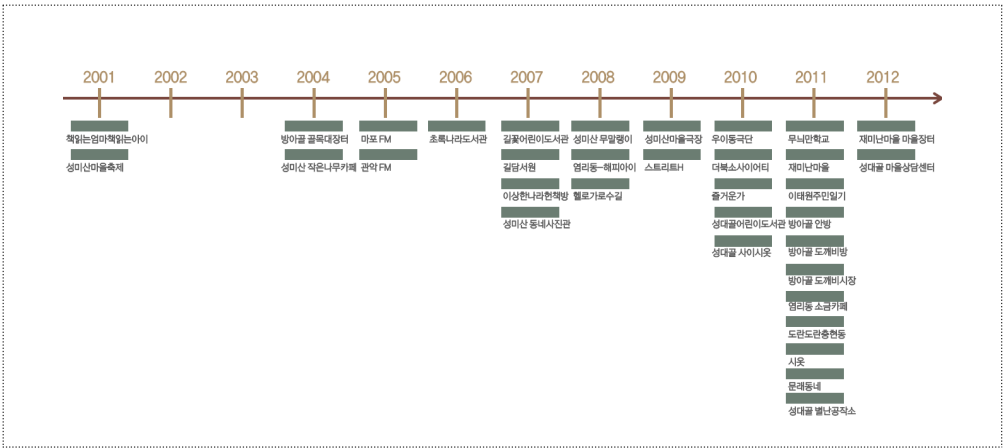 2001
2002
2003
2004
2005
2006
2007
2008
2009
2010
2011
2012
책읽는엄마책읽는아이
성미산마을축제
방아골 골목대장터
성미산 작은나무카페
마포 FM
관악 FM
초록나라도서관
길꽃어린이도서관
길담서원
이상한나라헌책방
성미산 동네사진관
성미산 무말랭이
염리동-해피아이
헬로가로수길
성미산마을극장
스트리트H
우이동극단
더북소사이어티
즐거운가
성대골어린이도서관
성대골 사이시옷
무늬만학교
재미난마을
이태원주민일기
방아골 안방
방아골 도깨비방
방아골 도깨비시장
염리동 소금카페
도란도란충현동
시옷
문래동네
성대골 별난공작소
재미난마을 마을장터
성대골 마을상담센터